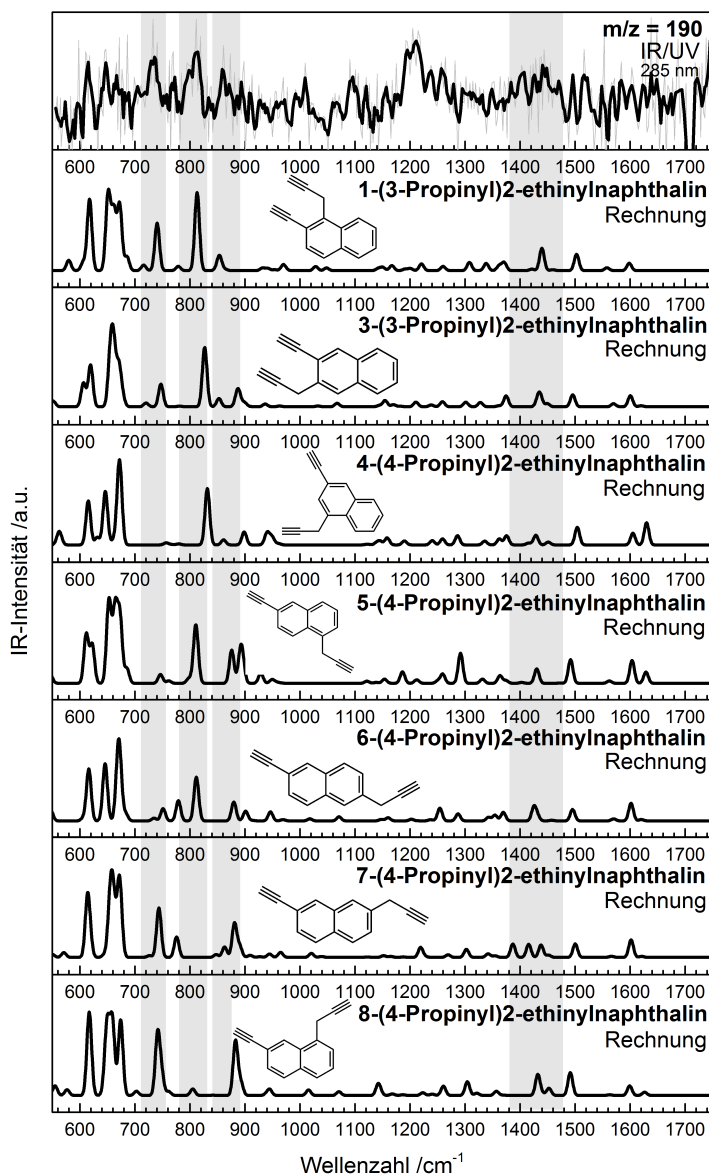 m/z = 190
IR/UV
285 nm
600 700 800 900 1000 1100 1200 1300 1400 1500 1600 1700
1-(3-Propinyl)2-ethinylnaphthalin
Rechnung
600 700 800 900 1000 1100 1200 1300 1400 1500 1600 1700
3-(3-Propinyl)2-ethinylnaphthalin
Rechnung
600 700 800 900 1000 1100 1200 1300 1400 1500 1600 1700
4-(4-Propinyl)2-ethinylnaphthalin
Rechnung
600 700 800 900 1000 1100 1200 1300 1400 1500 1600 1700
5-(4-Propinyl)2-ethinylnaphthalin
Rechnung
600 700 800 900 1000 1100 1200 1300 1400 1500 1600 1700
6-(4-Propinyl)2-ethinylnaphthalin
Rechnung
600 700 800 900 1000 1100 1200 1300 1400 1500 1600 1700
7-(4-Propinyl)2-ethinylnaphthalin
Rechnung
600 700 800 900 1000 1100 1200 1300 1400 1500 1600 1700
8-(4-Propinyl)2-ethinylnaphthalin
Rechnung
600 700 800 900 1000 1100 1200 1300 1400 1500 1600 1700
Wellenzahl /cm⁻¹
IR-Intensität /a.u.